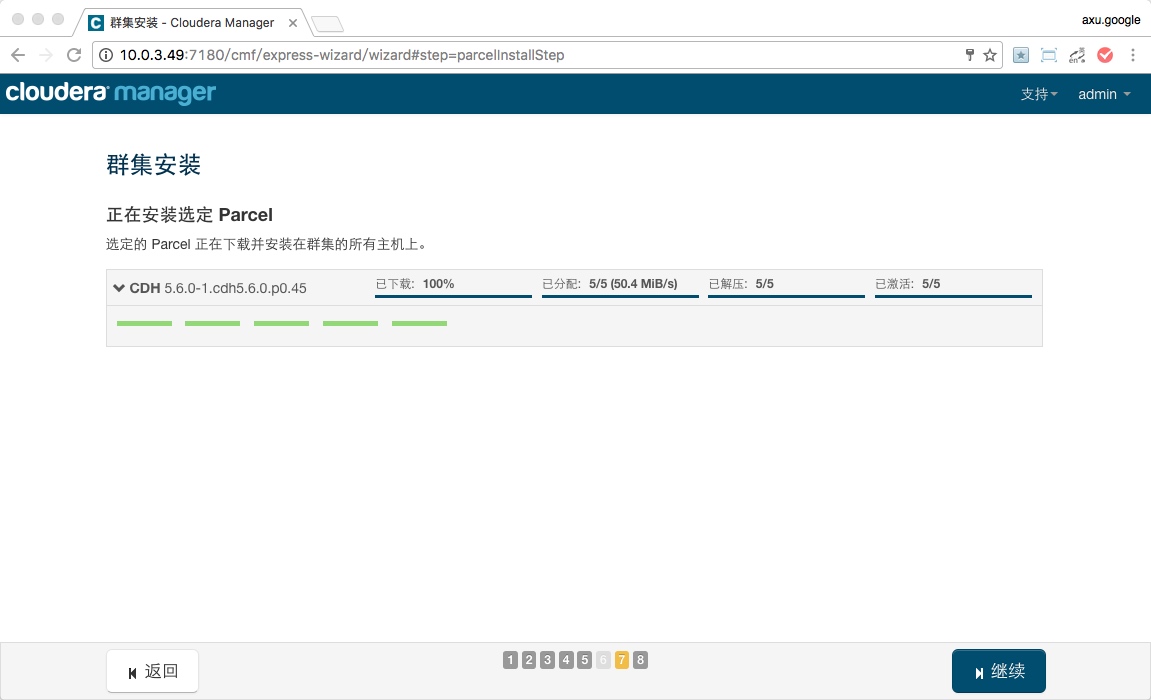 群集安装 - Cloudera Manager
axu.google
10.0.3.49:7180/cmf/express-wizard/wizard#step=parcelInstallStep
cloudera manager
支持 admin
群集安装
正在安装选定 Parcel
选定的 Parcel 正在下载并安装在群集的所有主机上。
CDH 5.6.0-1.cdh5.6.0.p0.45 已下载: 100% 已分配: 5/5 (50.4 MiB/s) 已解压: 5/5 已激活: 5/5
返回 1 2 3 4 5 6 7 8 继续